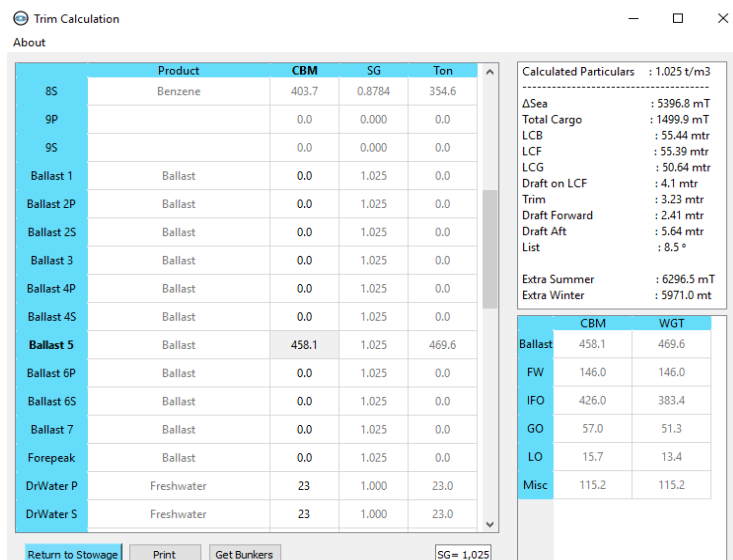 Trim Calculation
About
Product CBM SG Ton
8S Benzene 403.7 0.8784 354.6
9P 0.0 0.000 0.0
9S 0.0 0.000 0.0
Ballast 1 Ballast 0.0 1.025 0.0
Ballast 2P Ballast 0.0 1.025 0.0
Ballast 2S Ballast 0.0 1.025 0.0
Ballast 3 Ballast 0.0 1.025 0.0
Ballast 4P Ballast 0.0 1.025 0.0
Ballast 4S Ballast 0.0 1.025 0.0
Ballast 5 Ballast 458.1 1.025 469.6
Ballast 6P Ballast 0.0 1.025 0.0
Ballast 6S Ballast 0.0 1.025 0.0
Ballast 7 Ballast 0.0 1.025 0.0
Forepeak Ballast 0.0 1.025 0.0
DrWater P Freshwater 23 1.000 23.0
DrWater S Freshwater 23 1.000 23.0
Return to Stowage Print Get Bunkers SG= 1,025
Calculated Particulars : 1.025 t/m3
----------------------------------------
ΔSea : 5396.8 mT
Total Cargo : 1499.9 mT
LCB : 55.44 mtr
LCF : 55.39 mtr
LCG : 50.64 mtr
Draft on LCF : 4.1 mtr
Trim : 3.23 mtr
Draft Forward : 2.41 mtr
Draft Aft : 5.64 mtr
List : 8.5 º
Extra Summer : 6296.5 mT
Extra Winter : 5971.0 mt
CBM WGT
Ballast 458.1 469.6
FW 146.0 146.0
IFO 426.0 383.4
GO 57.0 51.3
LO 15.7 13.4
Misc 115.2 115.2